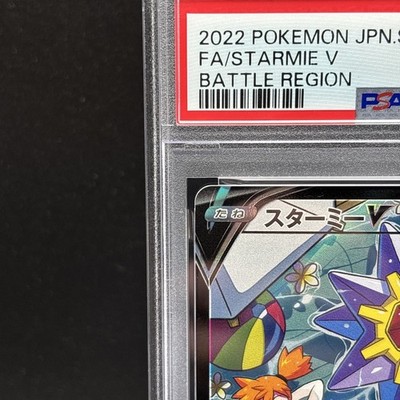 2022 POKEMON JPN.S
FA/STARMIE V
BATTLE REGION
PSA
たね スターミーV